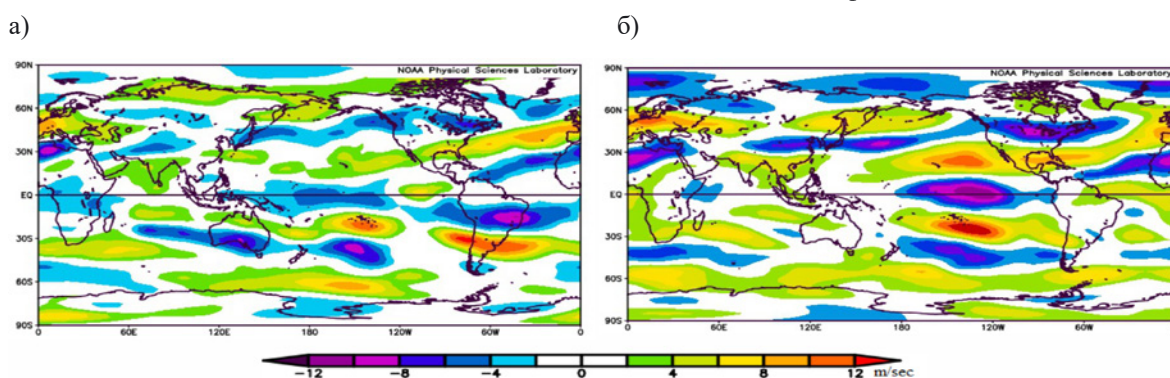 а)
б)
NOAA Physical Sciences Laboratory
90N
60N
30N
EQ
30S
60S
90S
0
60E
120E
180
120W
60W
0
NOAA Physical Sciences Laboratory
90N
60N
30N
EQ
30S
60S
90S
0
60E
120E
180
120W
60W
-12
-8
-4
0
4
8
12
m/sec